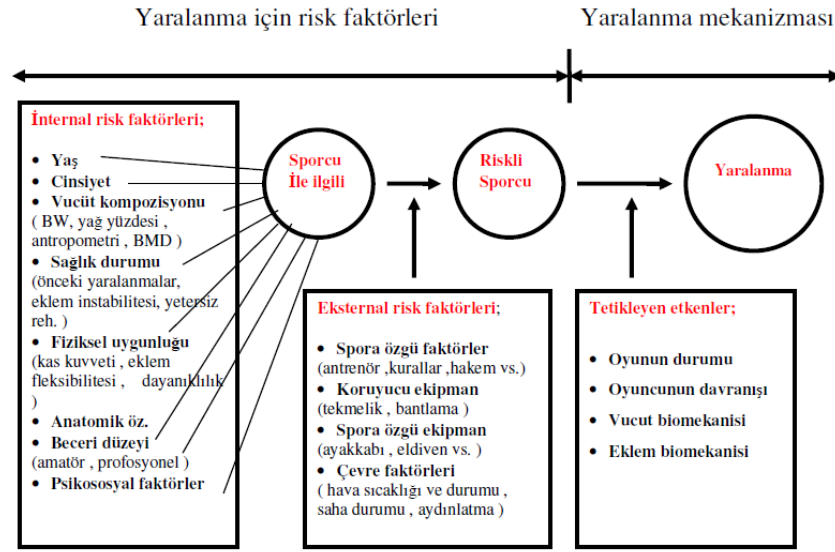 Yaralanma için risk faktörleri
Yaralanma mekanizması
İnternal risk faktörleri;
• Yaş
• Cinsiyet
• Vucüt kompozisyonu
( BW, yağ yüzdesi ,
antropometri , BMD )
• Sağlık durumu
(önceki yaralanmalar,
eklem instabilitesi, yetersiz
reh. )
• Fiziksel uygunluğu
(kas kuvveti , eklem
fleksibilitesi , dayanıklılık
)
• Anatomik öz.
• Beceri düzeyi
(amatör , profosyonel )
• Psikososyal faktörler
Sporcu
İle ilgili
Riskli
Sporcu
Yaralanma
Eksternal risk faktörleri;
• Spora özgü faktörler
(antrenör ,kurallar ,hakem vs.)
• Koruyucu ekipman
(tekmelik , bantlama )
• Spora özgü ekipman
(ayakkabı , eldiven vs. )
• Çevre faktörleri
( hava sıcaklığı ve durumu ,
saha durumu , aydınlatma )
Tetikleyen etkenler;
• Oyunun durumu
• Oyuncunun davranışı
• Vucut biomekanisi
• Eklem biomekanisi